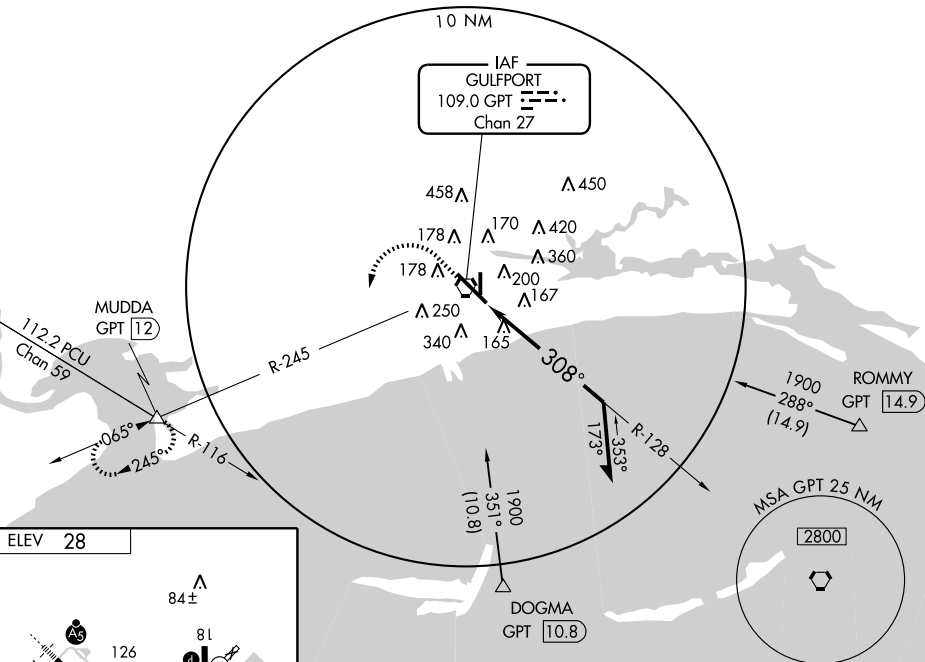 10 NM
IAF
GULFPORT
109.0 GPT
Chan 27
458
450
178
170
420
360
178
200
167
250
340
165
MUDDA
GPT 12
112.2 PCU
Chan 59
R-245
308°
1900
288°
(14.9)
ROMMY
GPT 14.9
065°
245°
R-116
R-128
173°
353°
1900
351°
(10.8)
MSA GPT 25 NM
2800
ELEV 28
84±
DOGMA
GPT 10.8
A5
126
18
P